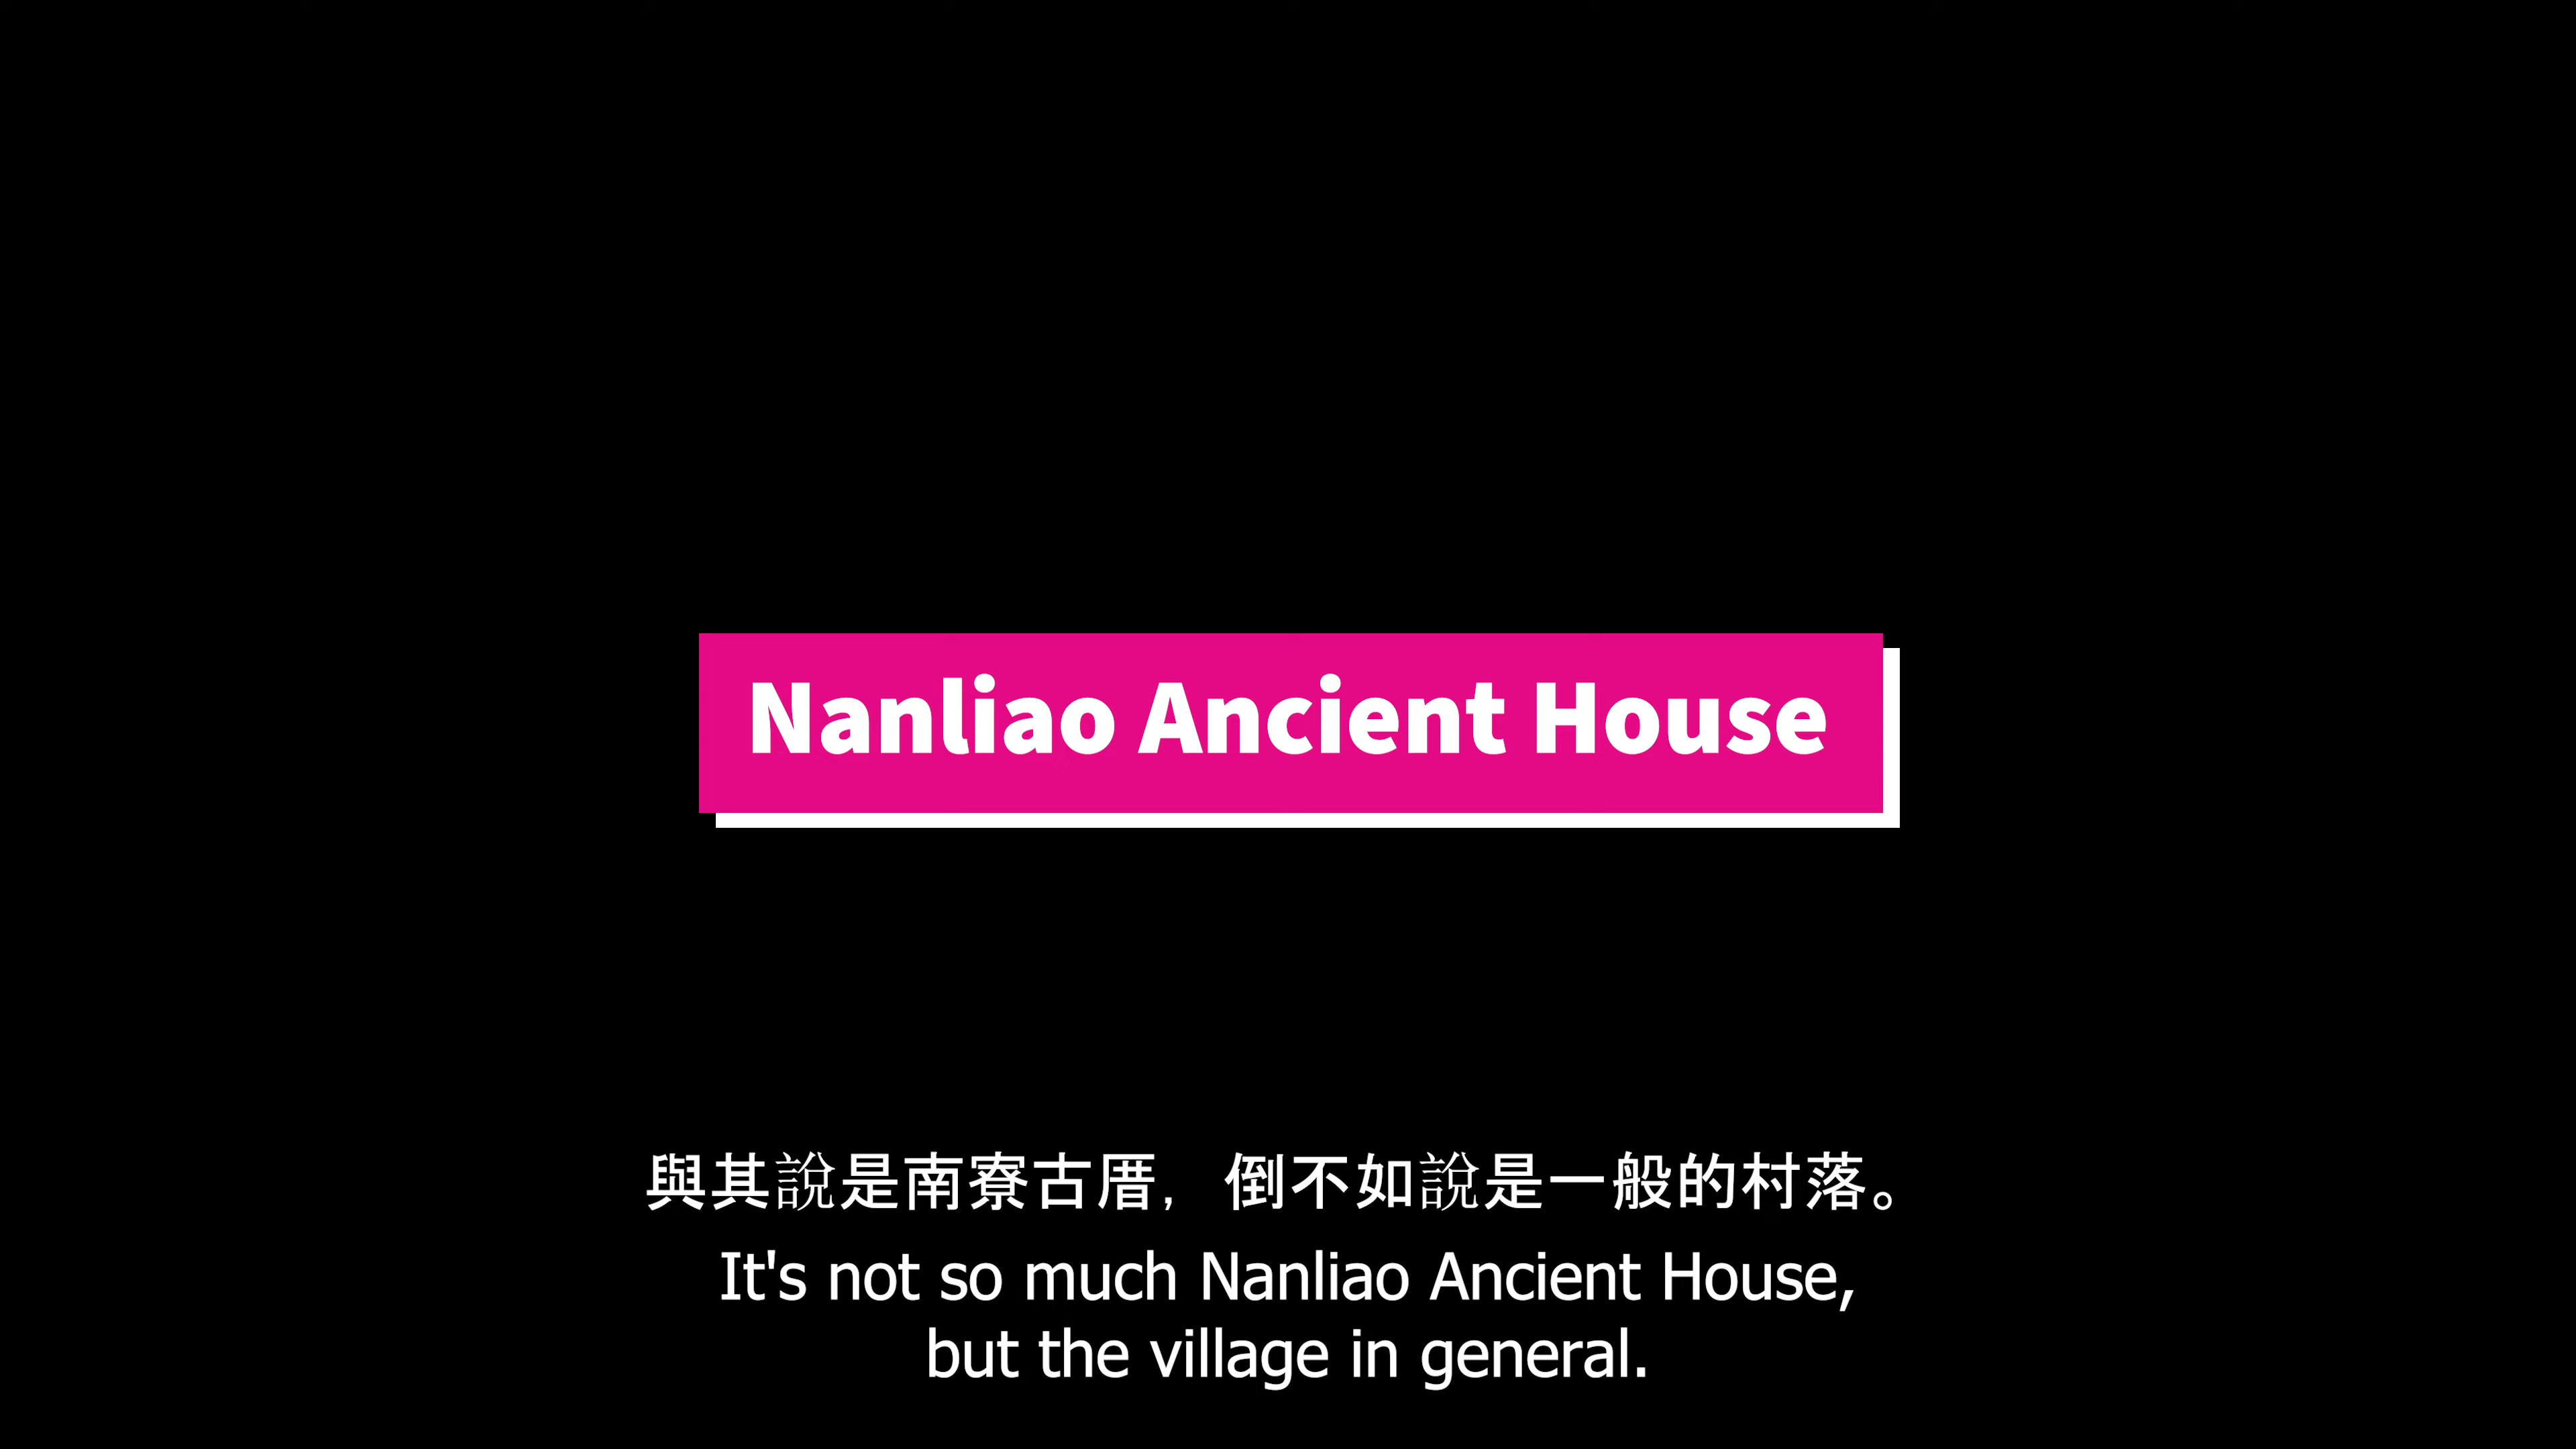 Nanliao Ancient House
與其說是南寮古厝，倒不如說是一般的村落。
It's not so much Nanliao Ancient House,
but the village in general.